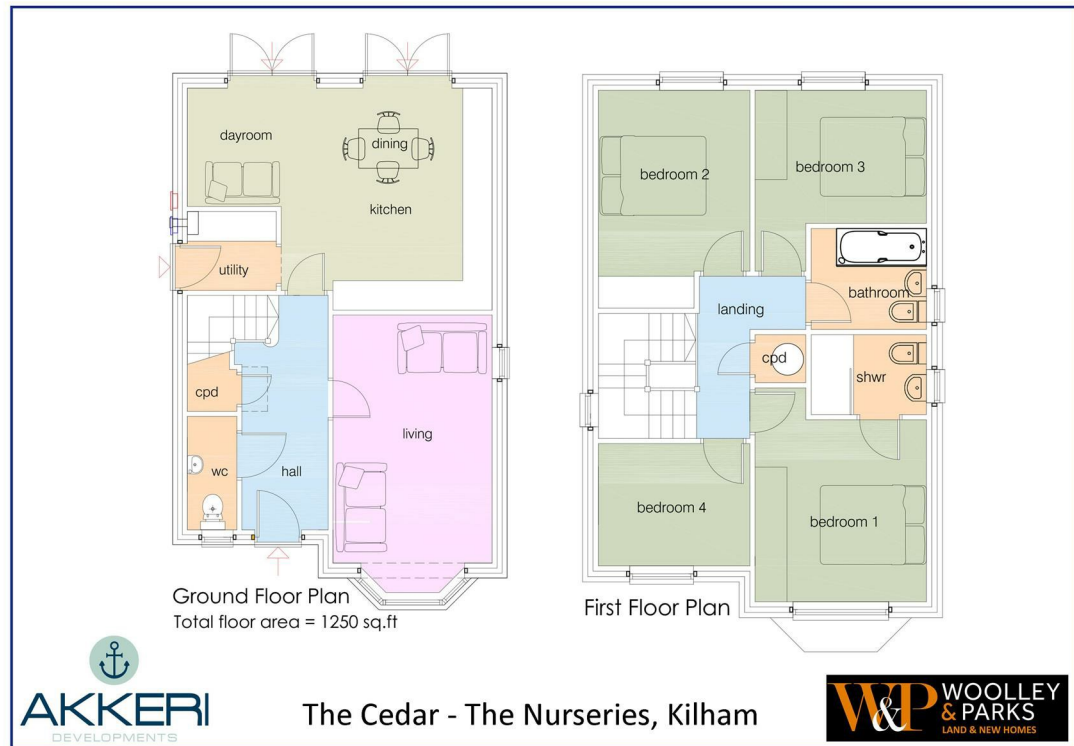 dayroom
dining
kitchen
utility
cpd
living
wc
hall
Ground Floor Plan
Total floor area = 1250 sq.ft
bedroom 2
bedroom 3
bathroom
landing
cpd
shwr
bedroom 4
bedroom 1
First Floor Plan
AKKERI
DEVELOPMENTS
The Cedar - The Nurseries, Kilham
W&P
WOOLLEY
& PARKS
LAND & NEW HOMES